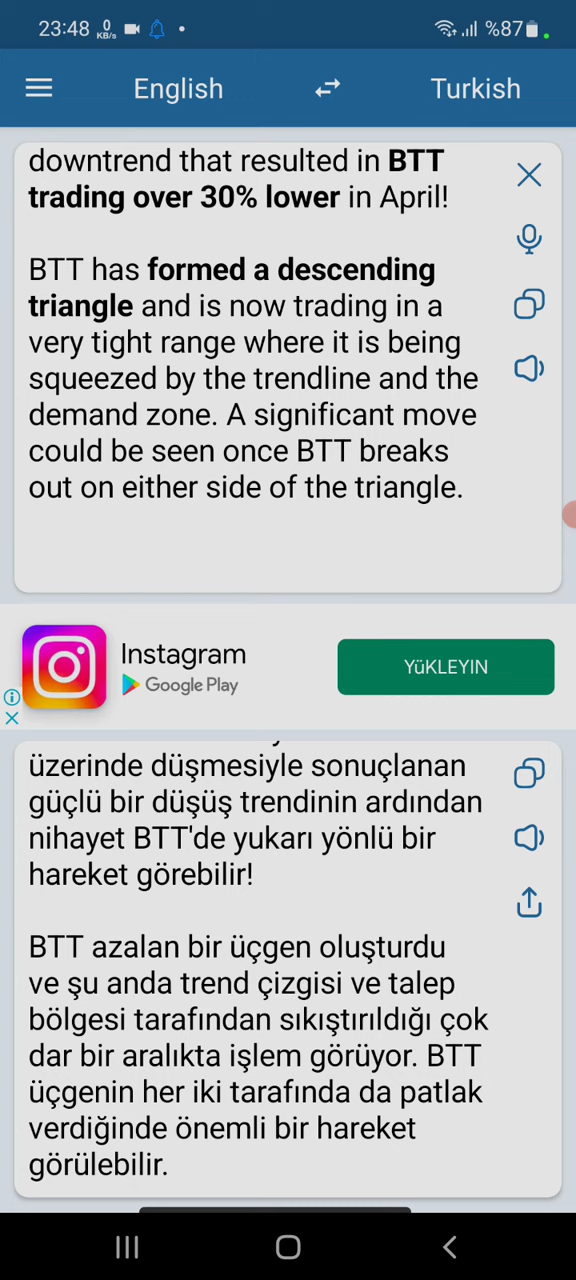 23:48 0 KB/s %87
English Turkish
downtrend that resulted in BTT
trading over 30% lower in April!
BTT has formed a descending
triangle and is now trading in a
very tight range where it is being
squeezed by the trendline and the
demand zone. A significant move
could be seen once BTT breaks
out on either side of the triangle.
Instagram
Google Play
YüKLEYIN
üzerinde düşmesiyle sonuçlanan
güçlü bir düşüş trendinin ardından
nihayet BTT'de yukarı yönlü bir
hareket görebilir!
BTT azalan bir üçgen oluşturdu
ve şu anda trend çizgisi ve talep
bölgesi tarafından sıkıştırıldığı çok
dar bir aralıkta işlem görüyor. BTT
üçgenin her iki tarafında da patlak
verdiğinde önemli bir hareket
görülebilir.